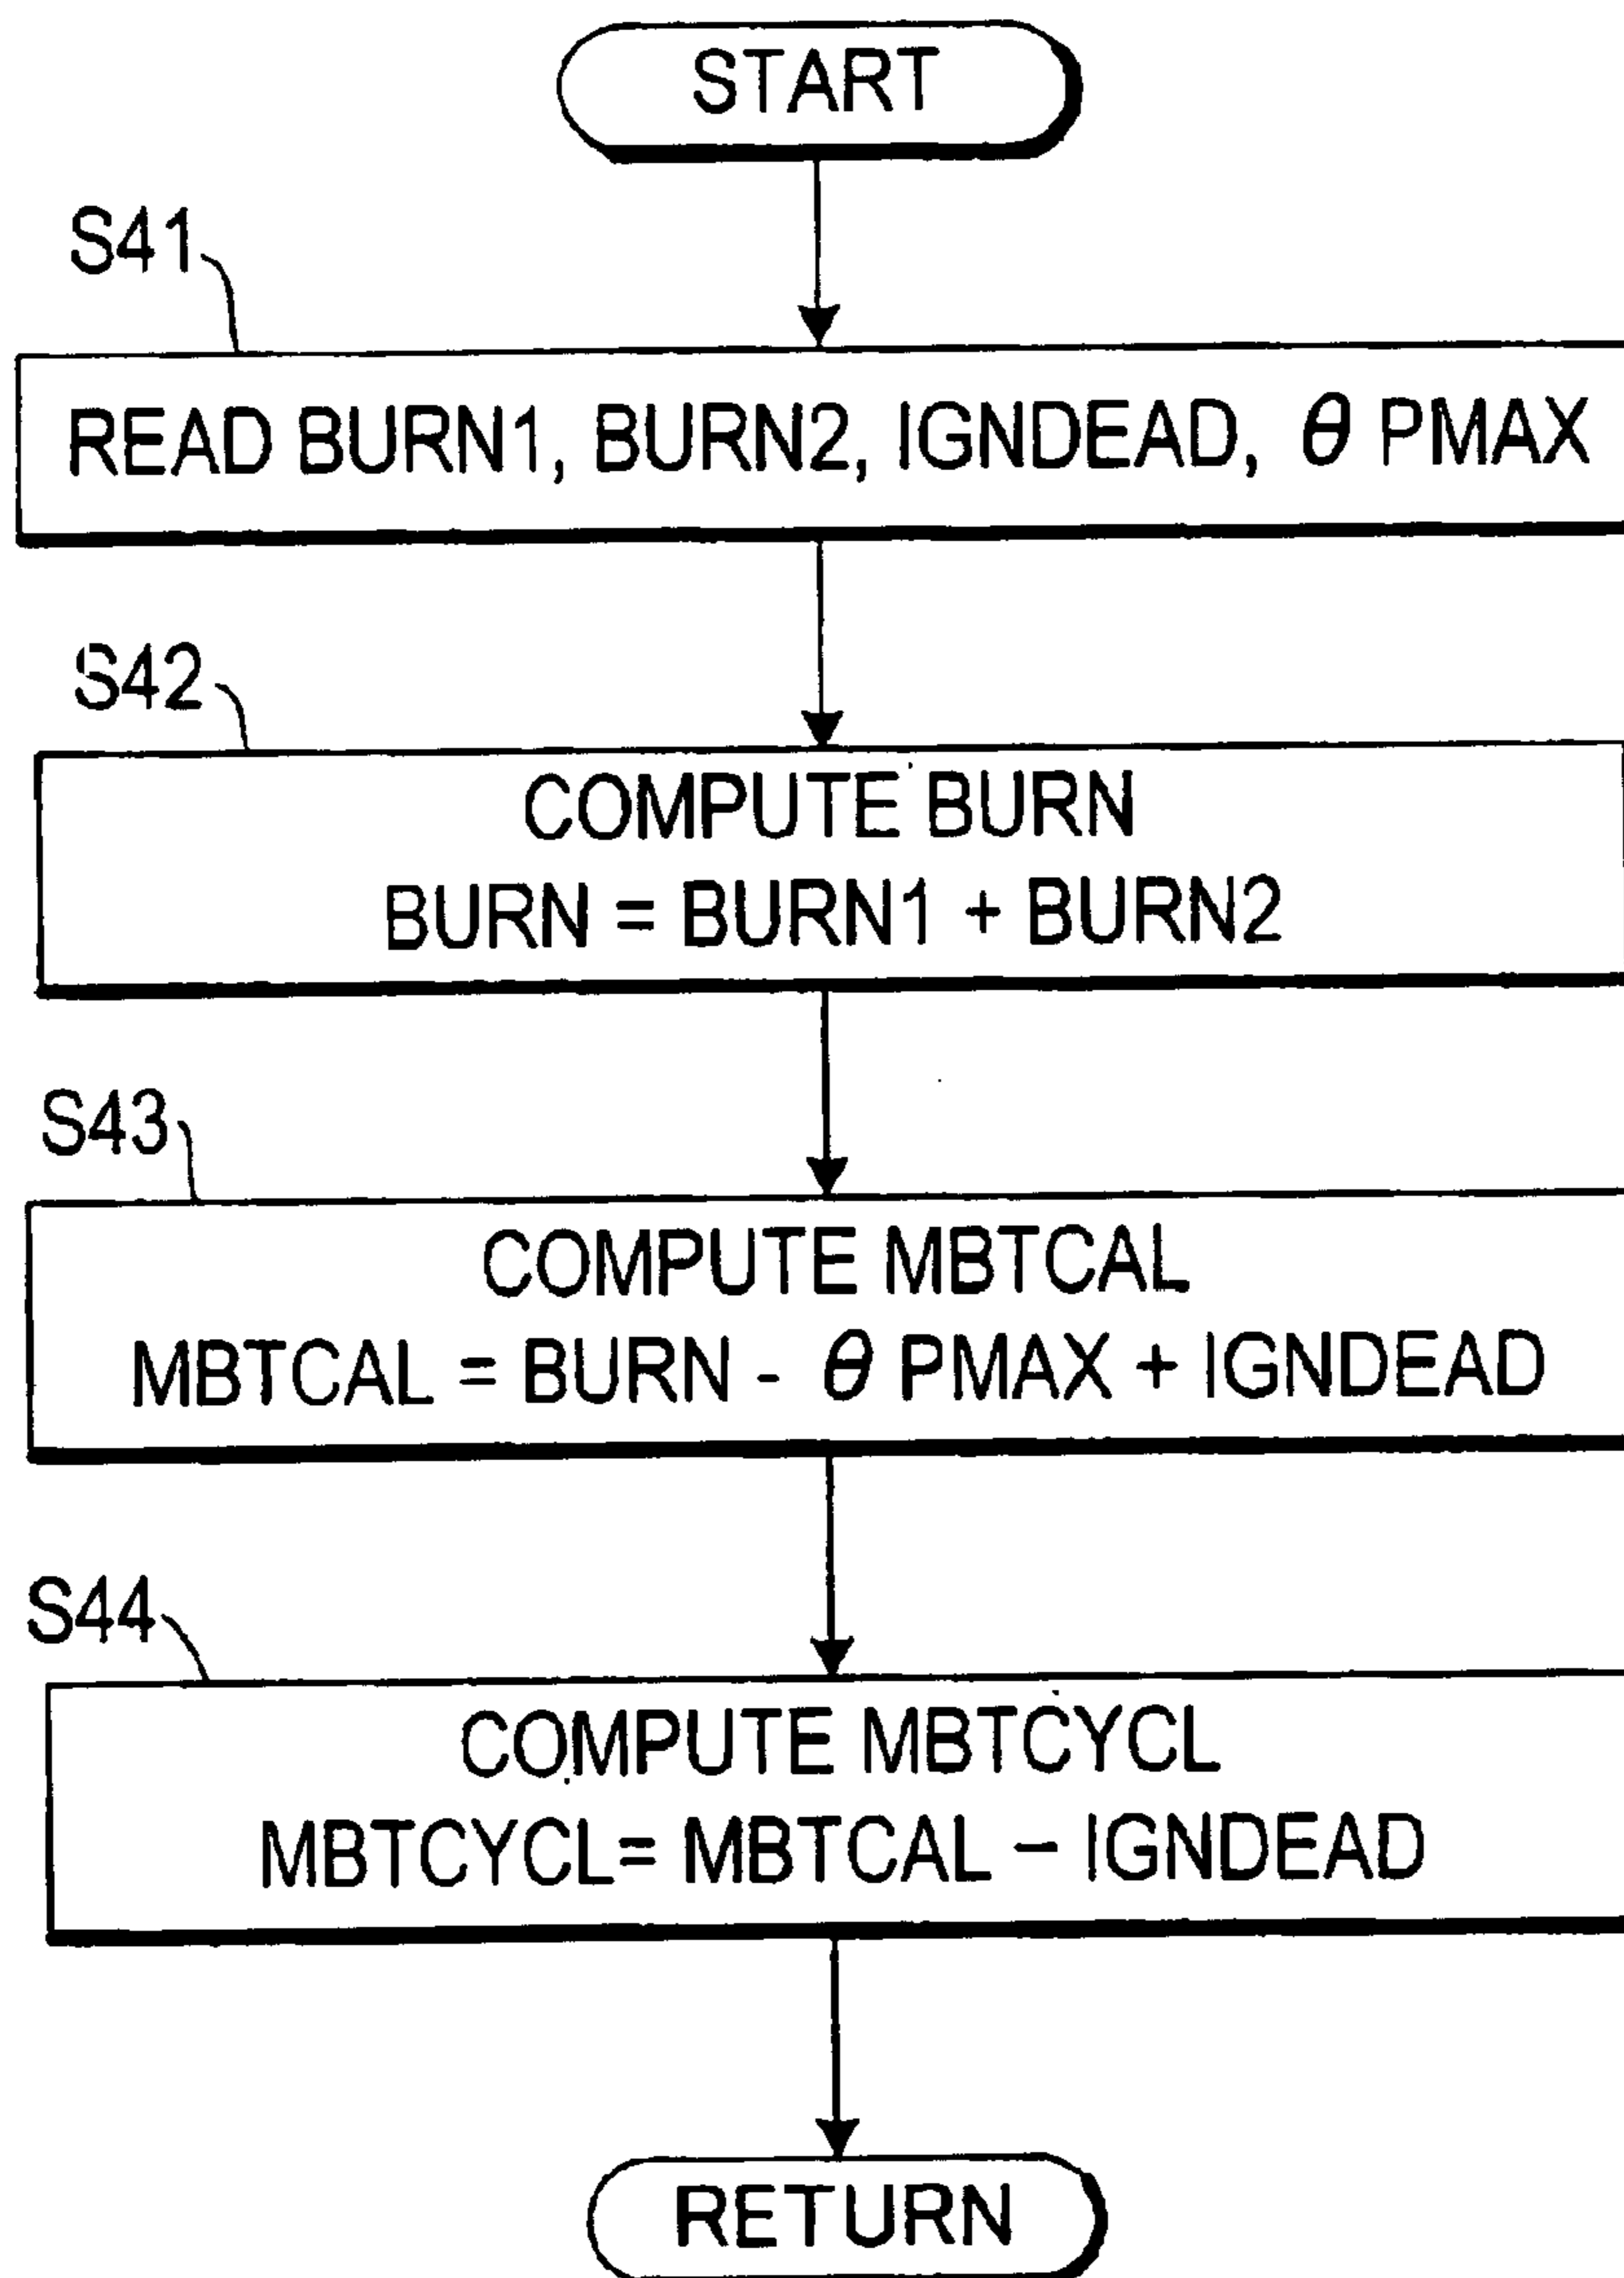 START
S41
READ BURN1, BURN2, IGNDEAD, θ PMAX
S42
COMPUTE BURN
BURN = BURN1 + BURN2
S43
COMPUTE MBTCAL
MBTCAL = BURN - θ PMAX + IGNDEAD
S44
COMPUTE MBTCYCL
MBTCYCL= MBTCAL − IGNDEAD
RETURN